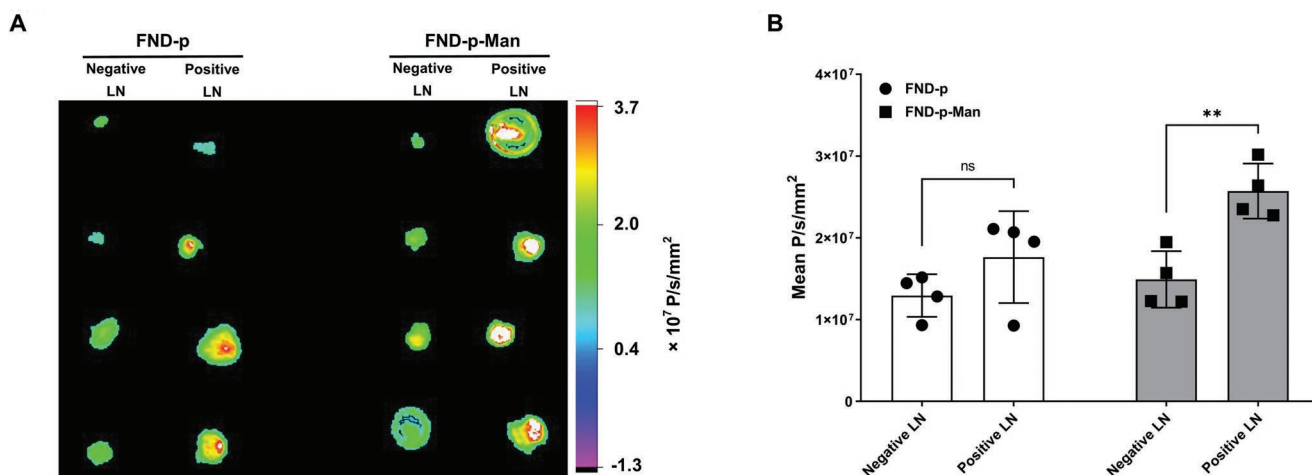 A
FND-p
FND-p-Man
Negative
LN
Positive
LN
Negative
LN
Positive
LN
3.7
2.0
0.4
-1.3
× 10⁷ P/s/mm²
B
FND-p
FND-p-Man
Mean P/s/mm²
4×10⁷
3×10⁷
2×10⁷
1×10⁷
0
ns
**
Negative LN
Positive LN
Negative LN
Positive LN